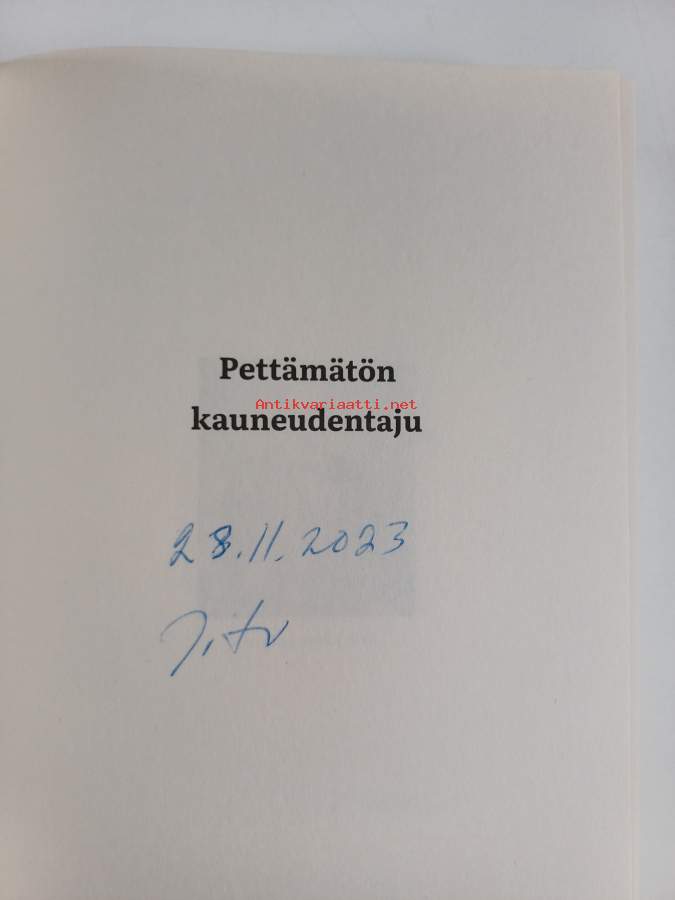 Pettämätön
Antikvariaatti.net
kauneudentaju
28.11.2023